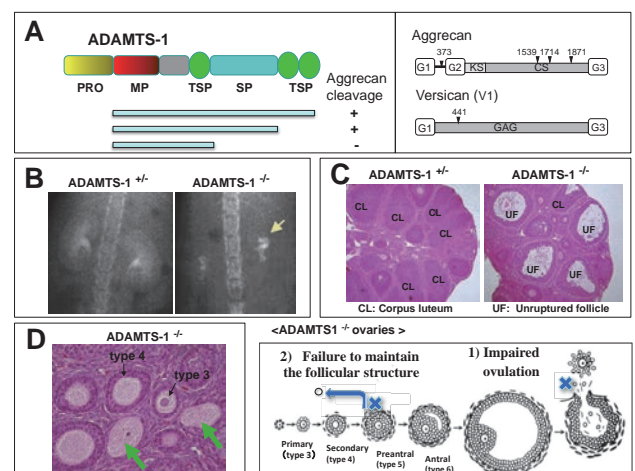 A
ADAMTS-1
PRO MP TSP SP TSP
Aggrecan
cleavage
+
+
-
Aggrecan
373 1539 1714 1871
G1 G2 KS CS G3
Versican (V1)
441
G1 GAG G3
B
ADAMTS-1 +/- ADAMTS-1 -/-
C
ADAMTS-1 +/- ADAMTS-1 -/-
CL CL CL CL CL CL CL
UF CL UF UF UF
CL: Corpus luteum UF: Unruptured follicle
D
ADAMTS-1 -/-
type 4
type 3
<ADAMTS1 -/- ovaries >
2) Failure to maintain
the follicular structure
1) Impaired
ovulation
Primary
(type 3)
Secondary
(type 4)
Preantral
(type 5)
Antral
(type 6)